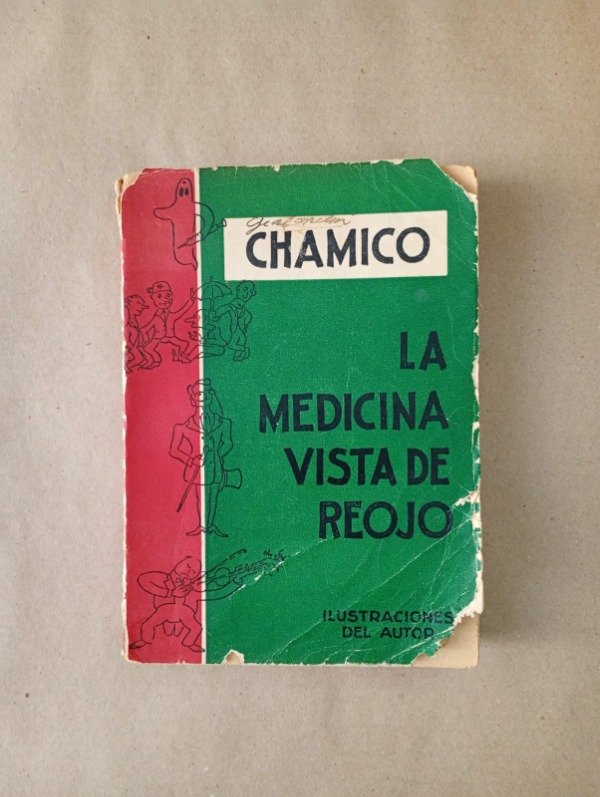 CHAMICO
LA
MEDICINA
VISTA DE
REOJO
ILUSTRACIONES
DEL AUTOR